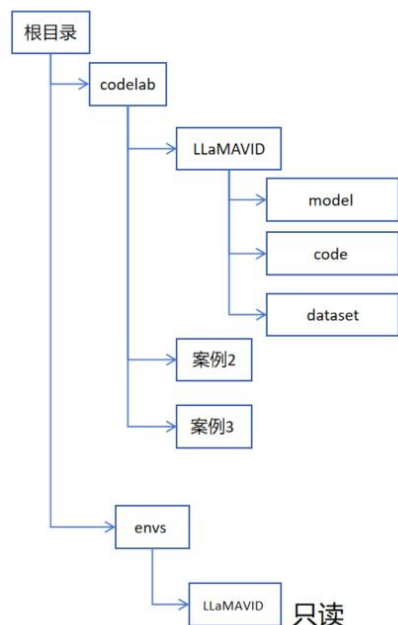 根目录
codelab
LLaMAVID
model
code
dataset
案例2
案例3
envs
LLaMAVID 只读